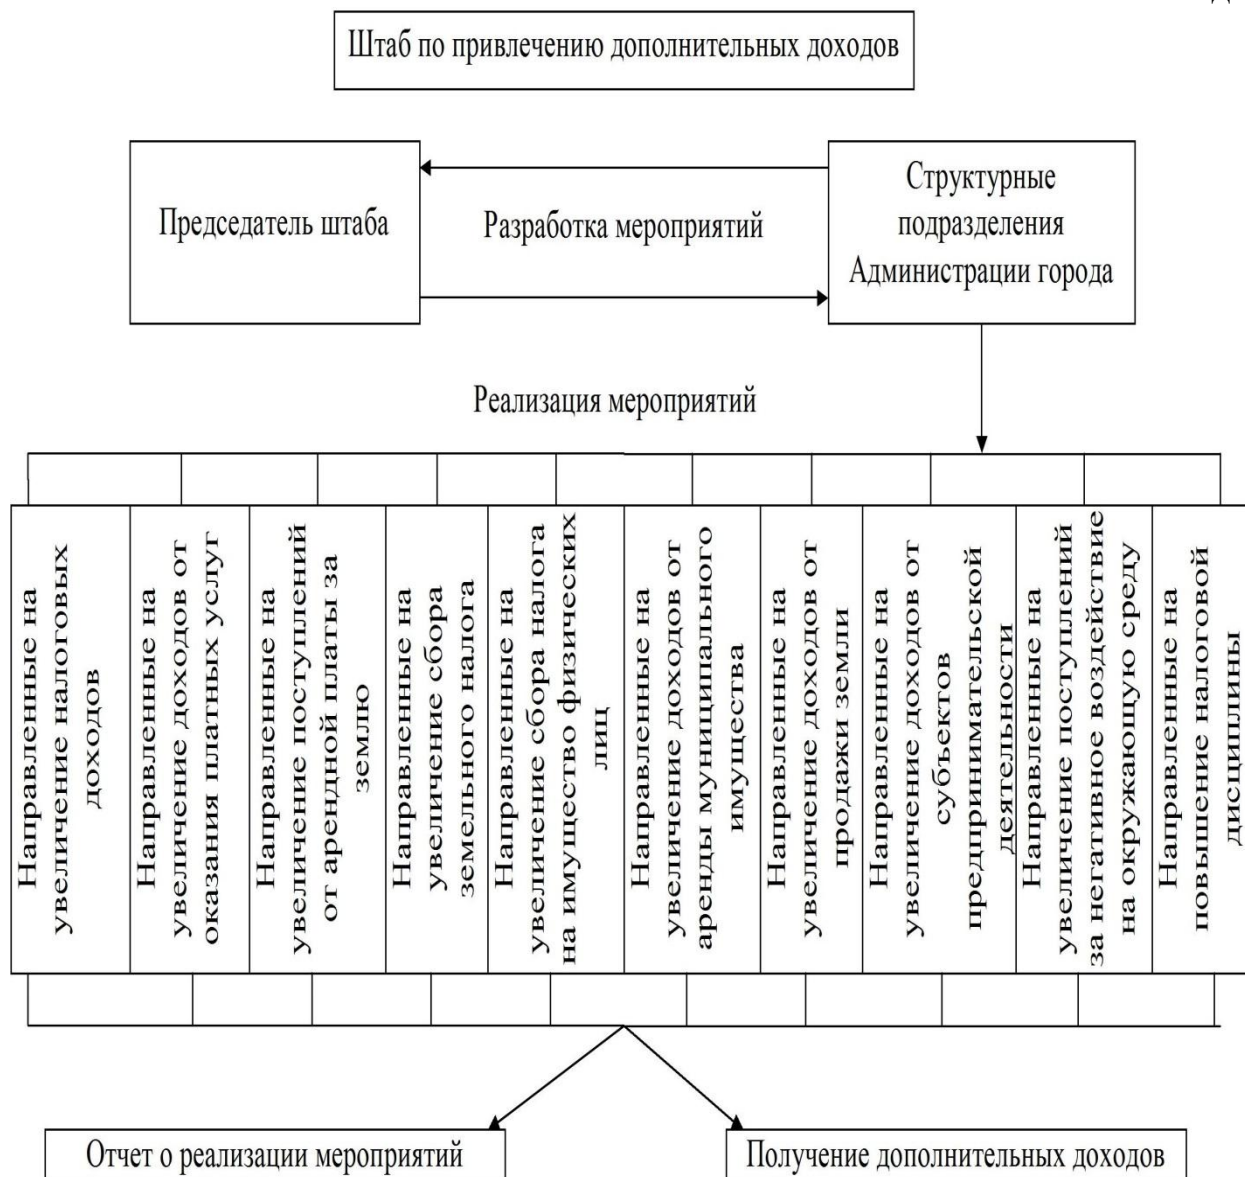 Штаб по привлечению дополнительных доходов
Председатель штаба
Разработка мероприятий
Структурные
подразделения
Администрации города
Реализация мероприятий
Направленные на
увеличение налоговых
доходов
Направленные на
увеличение доходов от
оказания платных услуг
Направленные на
увеличение поступлений
от арендной платы за
землю
Направленные на
увеличение сбора
земельного налога
Направленные на
увеличение сбора налога
на имущество физических
лиц
Направленные на
увеличение доходов от
аренды муниципального
имущества
Направленные на
увеличение доходов от
продажи земли
Направленные на
увеличение доходов от
субъектов
предпринимательской
деятельности
Направленные на
увеличение поступлений
за негативное воздействие
на окружающую среду
Направленные на
повышение налоговой
дисциплины
Отчет о реализации мероприятий
Получение дополнительных доходов